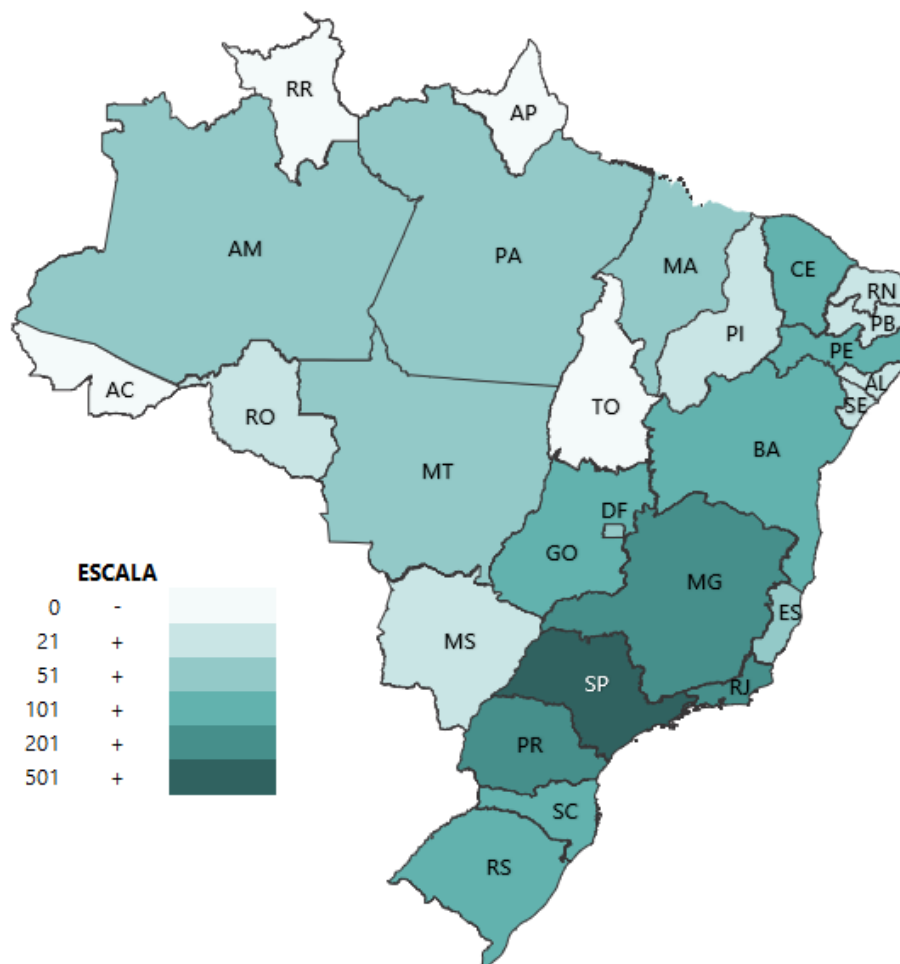 RR
AP
AM
PA
MA
CE
RN
PB
PI
PE
AL
SE
AC
RO
TO
BA
MT
DF
GO
MG
ES
MS
SP
RJ
PR
SC
RS
ESCALA
0 -
21 +
51 +
101 +
201 +
501 +